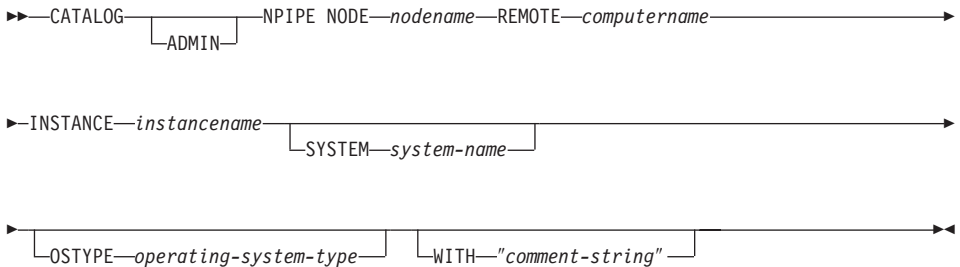 CATALOG NPIPE NODE nodename REMOTE computername
ADMIN
INSTANCE instancename
SYSTEM system-name
OSTYPE operating-system-type WITH "comment-string"